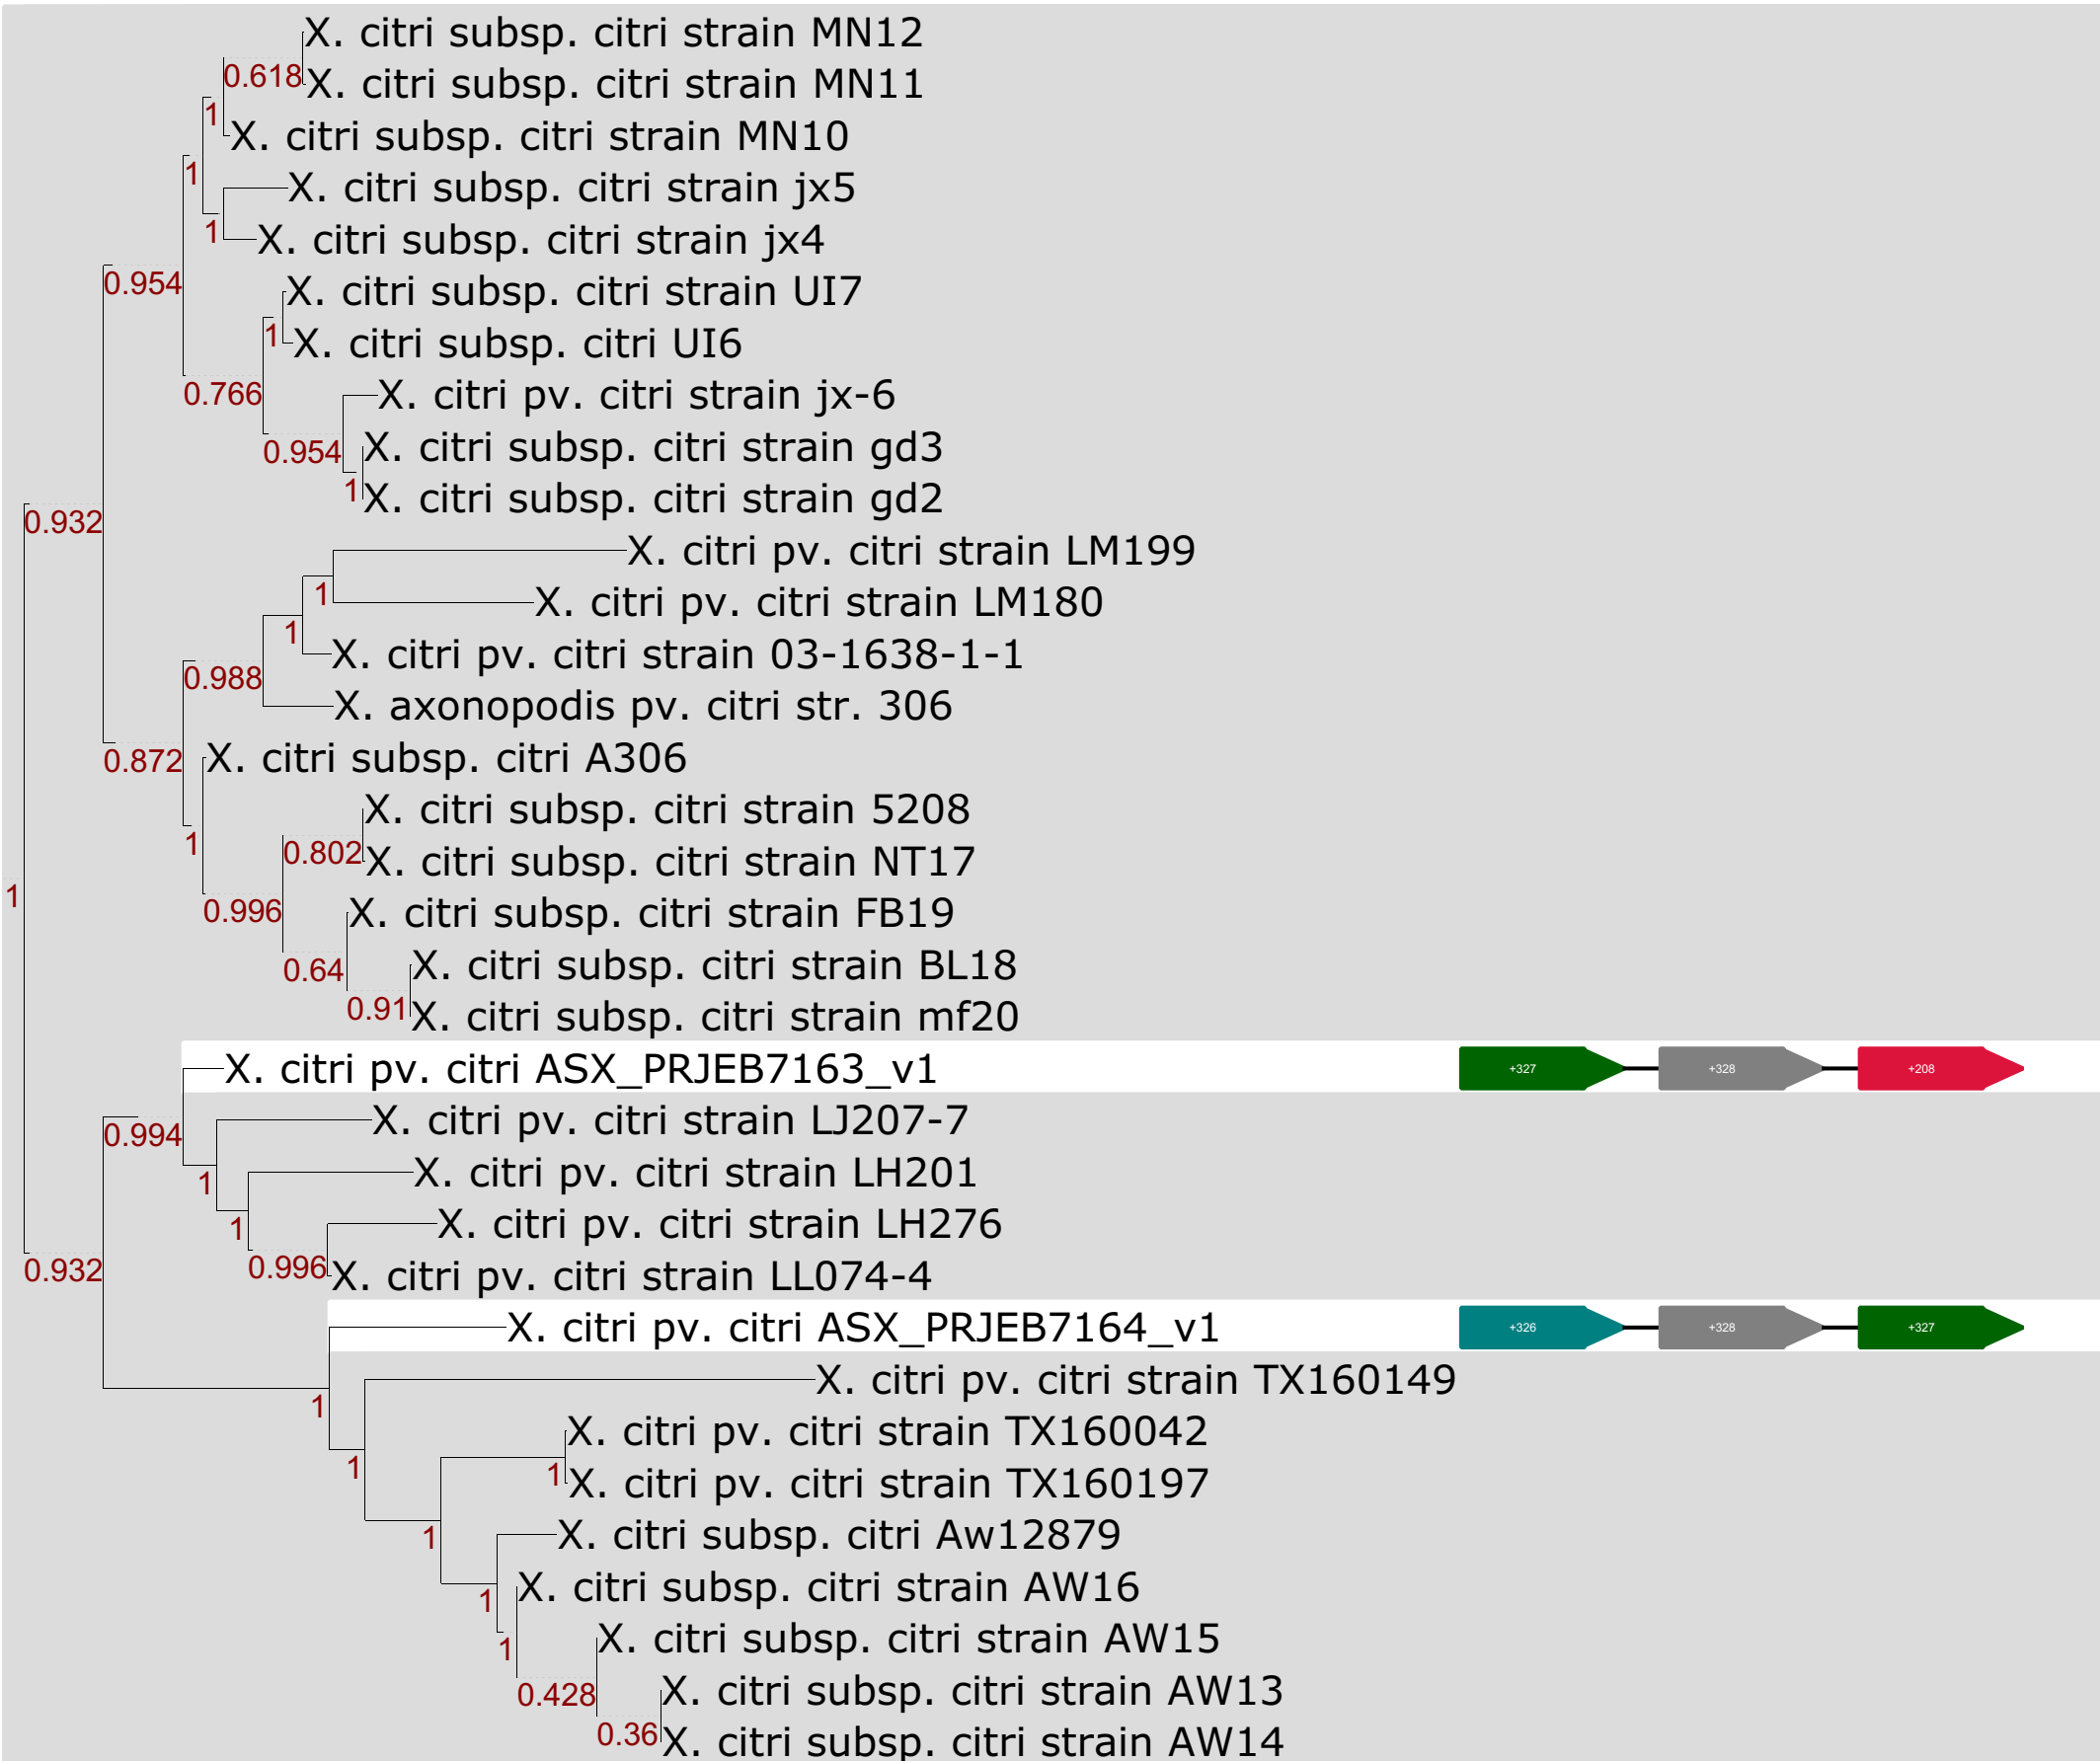 X. citri subsp. citri strain MN12
0.618
X. citri subsp. citri strain MN11
1
X. citri subsp. citri strain MN10
1
X. citri subsp. citri strain jx5
1
X. citri subsp. citri strain jx4
0.954
X. citri subsp. citri strain UI7
1
X. citri subsp. citri UI6
0.766
X. citri pv. citri strain jx-6
0.954
X. citri subsp. citri strain gd3
1
X. citri subsp. citri strain gd2
0.932
X. citri pv. citri strain LM199
1
X. citri pv. citri strain LM180
1
X. citri pv. citri strain 03-1638-1-1
0.988
X. axonopodis pv. citri str. 306
0.872
X. citri subsp. citri A306
X. citri subsp. citri strain 5208
1
0.802
X. citri subsp. citri strain NT17
1
0.996
X. citri subsp. citri strain FB19
0.64
X. citri subsp. citri strain BL18
0.91
X. citri subsp. citri strain mf20
X. citri pv. citri ASX_PRJEB7163_v1 +327 +328 +208
0.994
X. citri pv. citri strain LJ207-7
1
X. citri pv. citri strain LH201
1
X. citri pv. citri strain LH276
0.932
0.996
X. citri pv. citri strain LL074-4
X. citri pv. citri ASX_PRJEB7164_v1 +326 +328 +327
X. citri pv. citri strain TX160149
1
X. citri pv. citri strain TX160042
1
1
X. citri pv. citri strain TX160197
1
X. citri subsp. citri Aw12879
1
X. citri subsp. citri strain AW16
1
X. citri subsp. citri strain AW15
0.428
X. citri subsp. citri strain AW13
0.36
X. citri subsp. citri strain AW14